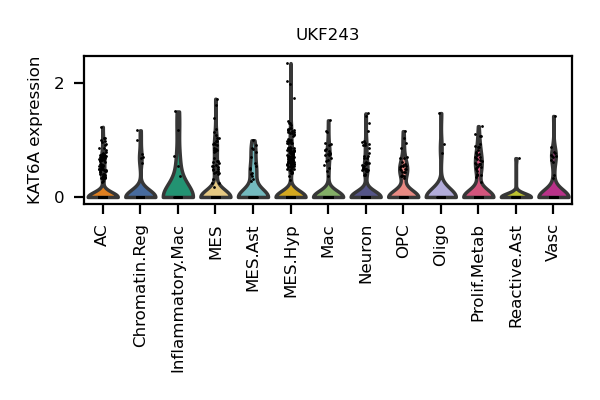 UKF243
KAT6A expression
2
0
AC
Chromatin.Reg
Inflammatory.Mac
MES
MES.Ast
MES.Hyp
Mac
Neuron
OPC
Oligo
Prolif.Metab
Reactive.Ast
Vasc